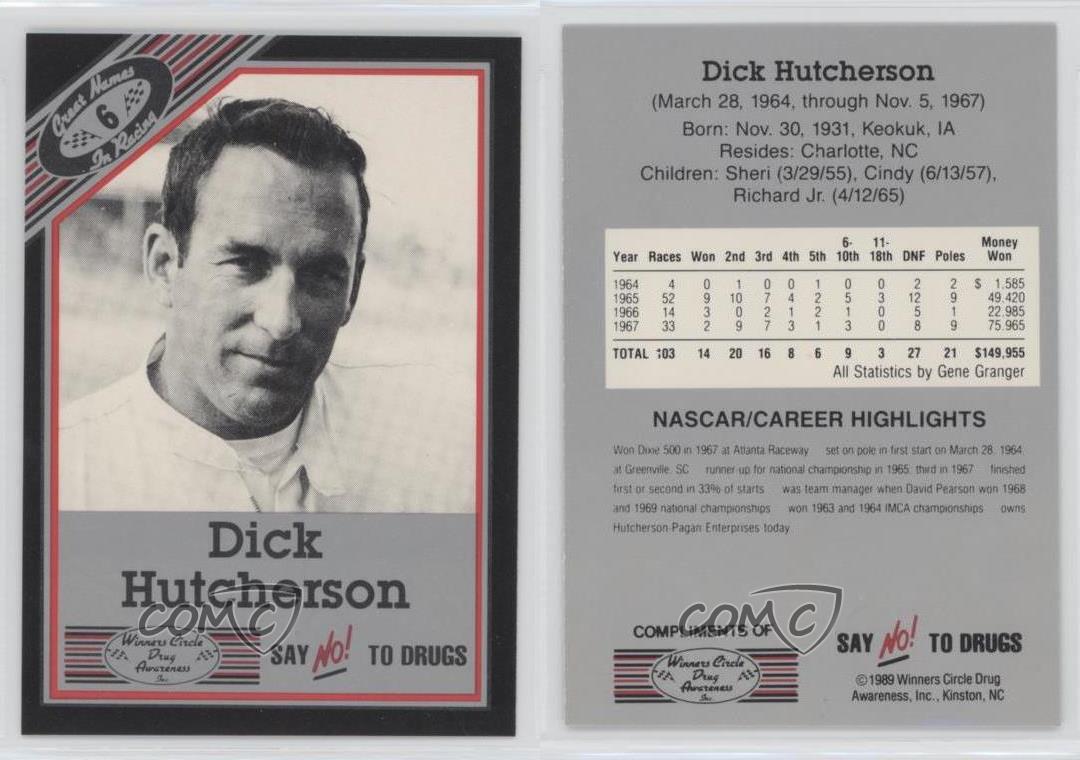 Great Names
6
In Racing
Dick
Hutcherson
COMC
Winners Circle
Drug
Awareness
Inc.
SAY No! TO DRUGS
Dick Hutcherson
(March 28, 1964, through Nov. 5, 1967)
Born: Nov. 30, 1931, Keokuk, IA
Resides: Charlotte, NC
Children: Sheri (3/29/55), Cindy (6/13/57),
Richard Jr. (4/12/65)
Year Races Won 2nd 3rd 4th 5th 6-10th 11-18th DNF Poles Money Won
1964 4 0 1 0 0 1 0 0 2 2 $ 1.585
1965 52 9 10 7 4 2 5 3 12 9 49.420
1966 14 3 0 2 1 2 1 0 5 1 22.985
1967 33 2 9 7 3 1 3 0 8 9 75.965
TOTAL 103 14 20 16 8 6 9 3 27 21 $149,955
All Statistics by Gene Granger
NASCAR/CAREER HIGHLIGHTS
Won Dixie 500 in 1967 at Atlanta Raceway set on pole in first start on March 28, 1964,
at Greenville, SC runner-up for national championship in 1965; third in 1967 finished
first or second in 33% of starts was team manager when David Pearson won 1968
and 1969 national championships won 1963 and 1964 IMCA championships owns
Hutcherson-Pagan Enterprises today.
COMPLIMENTS OF
COMC
Winners Circle
Drug
Awareness
Inc.
SAY No! TO DRUGS
©1989 Winners Circle Drug
Awareness, Inc., Kinston, NC